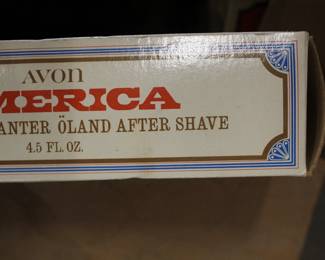 AVON
MERICA
ANTER ÖLAND AFTER SHAVE
4.5 FL. OZ.